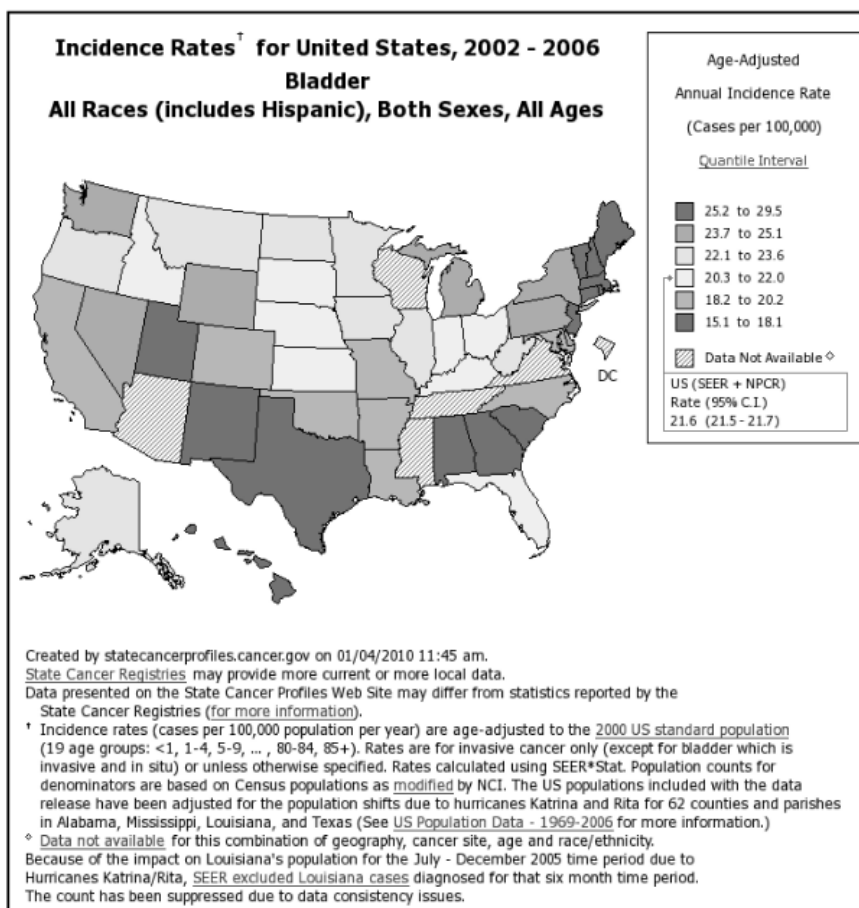 Incidence Rates† for United States, 2002 - 2006
Bladder
All Races (includes Hispanic), Both Sexes, All Ages
Age-Adjusted
Annual Incidence Rate
(Cases per 100,000)
Quantile Interval
25.2 to 29.5
23.7 to 25.1
22.1 to 23.6
20.3 to 22.0
18.2 to 20.2
15.1 to 18.1
Data Not Available ◇
US (SEER + NPCR)
Rate (95% C.I.)
21.6 (21.5 - 21.7)
DC
Created by statecancerprofiles.cancer.gov on 01/04/2010 11:45 am.
State Cancer Registries may provide more current or more local data.
Data presented on the State Cancer Profiles Web Site may differ from statistics reported by the
State Cancer Registries (for more information).
† Incidence rates (cases per 100,000 population per year) are age-adjusted to the 2000 US standard population
(19 age groups: <1, 1-4, 5-9, ... , 80-84, 85+). Rates are for invasive cancer only (except for bladder which is
invasive and in situ) or unless otherwise specified. Rates calculated using SEER*Stat. Population counts for
denominators are based on Census populations as modified by NCI. The US populations included with the data
release have been adjusted for the population shifts due to hurricanes Katrina and Rita for 62 counties and parishes
in Alabama, Mississippi, Louisiana, and Texas (See US Population Data - 1969-2006 for more information.)
◇ Data not available for this combination of geography, cancer site, age and race/ethnicity.
Because of the impact on Louisiana's population for the July - December 2005 time period due to
Hurricanes Katrina/Rita, SEER excluded Louisiana cases diagnosed for that six month time period.
The count has been suppressed due to data consistency issues.